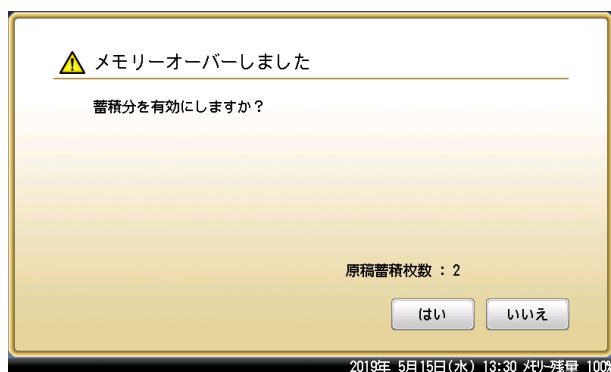 メモリーオーバーしました
蓄積分を有効にしますか?
原稿蓄積枚数 : 2
はい いいえ
2019年 5月15日(水) 13:30 メモリー残量 100%